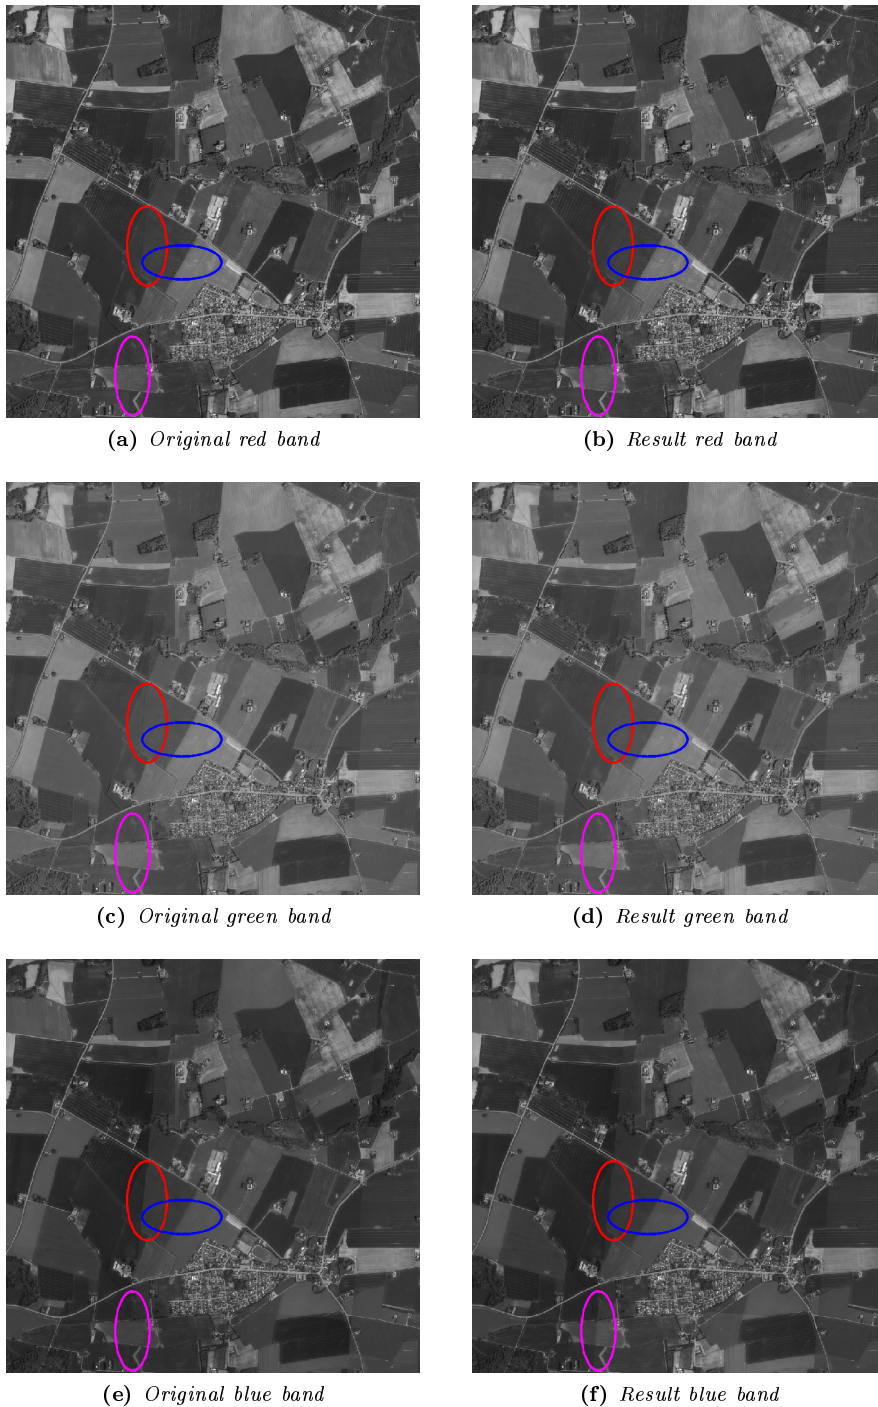 (a) Original red band
(b) Result red band
(c) Original green band
(d) Result green band
(e) Original blue band
(f) Result blue band